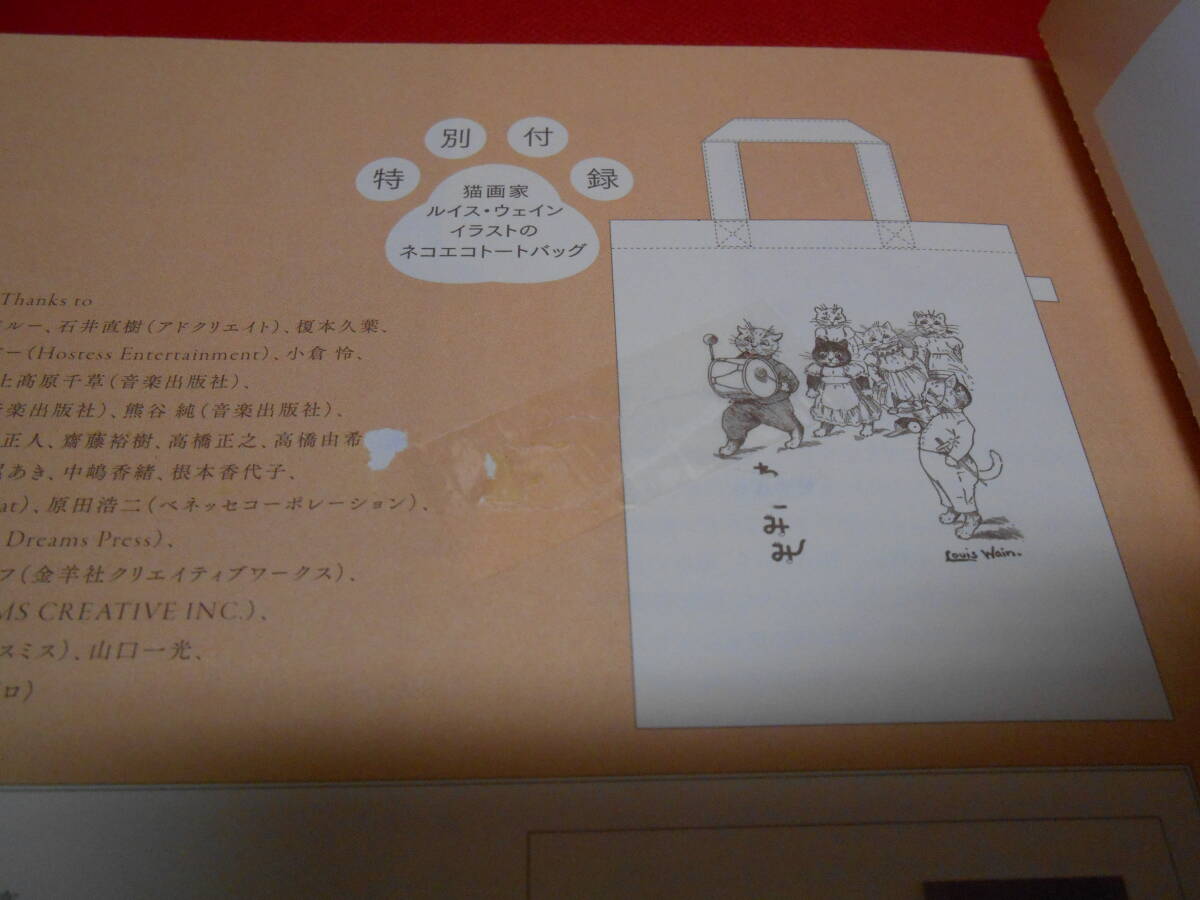 特別付録
猫画家
ルイス・ウェイン
イラストの
ネコエコトートバッグ
Thanks to
ルー、石井直樹(アドクリエイト)、榎本久葉、
ー(Hostess Entertainment)、小倉 怜、
上高原千草(音楽出版社)、
楽出版社)、熊谷 純(音楽出版社)、
正人、齋藤裕樹、高橋正之、高橋由希
あき、中嶋香緒、根本香代子、
at)、原田浩二(ベネッセコーポレーション)、
Dreams Press)、
フ(金羊社クリエイティブワークス)、
MS CREATIVE INC.)、
スミス)、山口一光、
ロ)
Louis Wain.